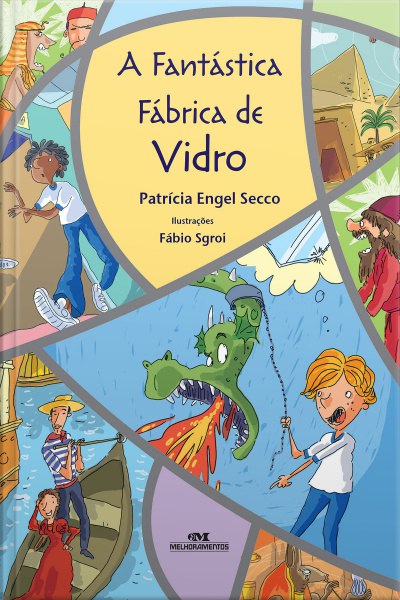 A Fantástica
Fábrica de
Vidro
Patrícia Engel Secco
Ilustrações
Fábio Sgroi
MELHORAMENTOS